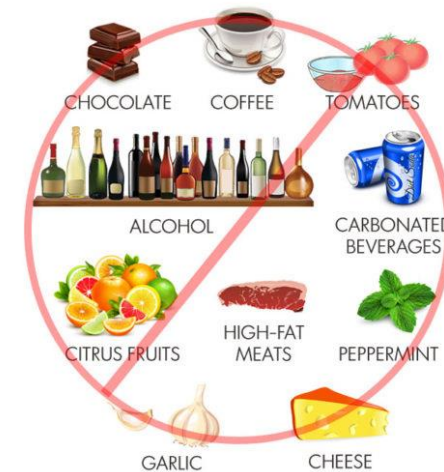 CHOCOLATE
COFFEE
TOMATOES
ALCOHOL
CARBONATED
BEVERAGES
CITRUS FRUITS
HIGH-FAT
MEATS
PEPPERMINT
GARLIC
CHEESE